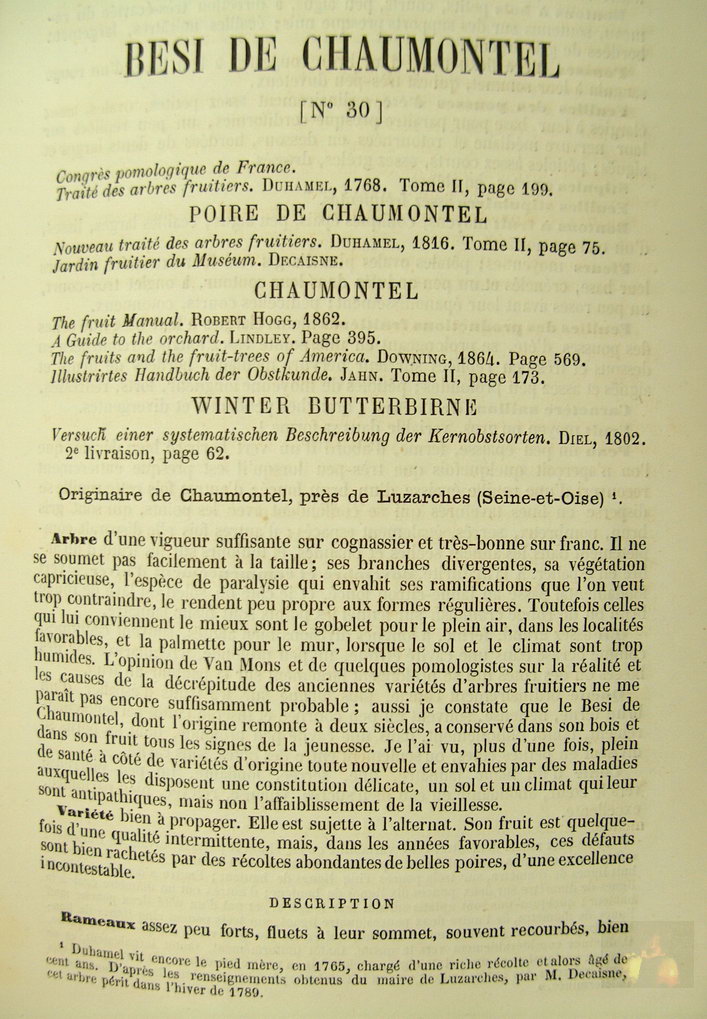 BESI DE CHAUMONTEL
[N° 30]
Congrès pomologique de France.
Traité des arbres fruitiers. DUHAMEL, 1768. Tome II, page 199.
POIRE DE CHAUMONTEL
Nouveau traité des arbres fruitiers. DUHAMEL, 1816. Tome II, page 75.
Jardin fruitier du Muséum. DECAISNE.
CHAUMONTEL
The fruit Manual. ROBERT HOGG, 1862.
A Guide to the orchard. LINDLEY. Page 395.
The fruits and the fruit-trees of America. DOWNING, 1864. Page 569.
Illustrirtes Handbuch der Obstkunde. JAHN. Tome II, page 173.
WINTER BUTTERBIRNE
Versuch einer systematischen Beschreibung der Kernobstsorten. DIEL, 1802.
2e livraison, page 62.
Originaire de Chaumontel, près de Luzarches (Seine-et-Oise) ¹.
Arbre d'une vigueur suffisante sur cognassier et très-bonne sur franc. Il ne
se soumet pas facilement à la taille; ses branches divergentes, sa végétation
capricieuse, l'espèce de paralysie qui envahit ses ramifications que l'on veut
trop contraindre, le rendent peu propre aux formes régulières. Toutefois celles
qui lui conviennent le mieux sont le gobelet pour le plein air, dans les localités
favorables, et la palmette pour le mur, lorsque le sol et le climat sont trop
humides. L'opinion de Van Mons et de quelques pomologistes sur la réalité et
les causes de la décrépitude des anciennes variétés d'arbres fruitiers ne me
paraît pas encore suffisamment probable; aussi je constate que le Besi de
Chaumontel, dont l'origine remonte à deux siècles, a conservé dans son bois et
dans son fruit tous les signes de la jeunesse. Je l'ai vu, plus d'une fois, plein
de santé à côté de variétés d'origine toute nouvelle et envahies par des maladies
auxquelles les disposent une constitution délicate, un sol et un climat qui leur
sont antipathiques, mais non l'affaiblissement de la vieillesse.
Variété bien à propager. Elle est sujette à l'alternat. Son fruit est quelque-
fois d'une qualité intermittente, mais, dans les années favorables, ces défauts
sont bien rachetés par des récoltes abondantes de belles poires, d'une excellence
incontestable.
DESCRIPTION
Rameaux assez peu forts, fluets à leur sommet, souvent recourbés, bien
¹ Duhamel vit encore le pied mère, en 1765, chargé d'une riche récolte et alors âgé de
cent ans. D'après les renseignements obtenus du maire de Luzarches, par M. Decaisne,
cet arbre périt dans l'hiver de 1789.